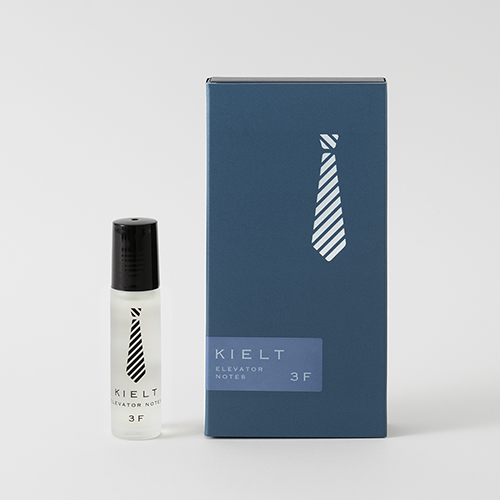 KIELT
ELEVATOR NOTES
3F
KIELT
ELEVATOR
NOTES
3F